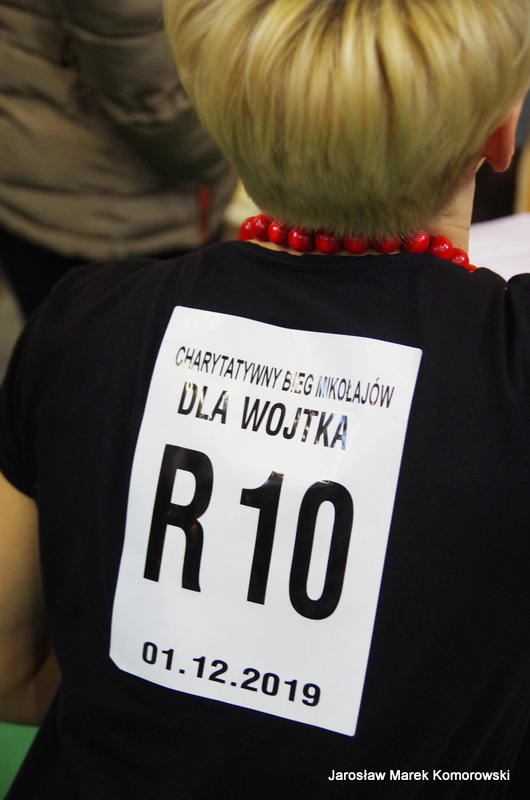 CHARYTATYWNY BIEG MIKOŁAJÓW
DLA WOJTKA
R 10
01.12.2019
Jarosław Marek Komorowski